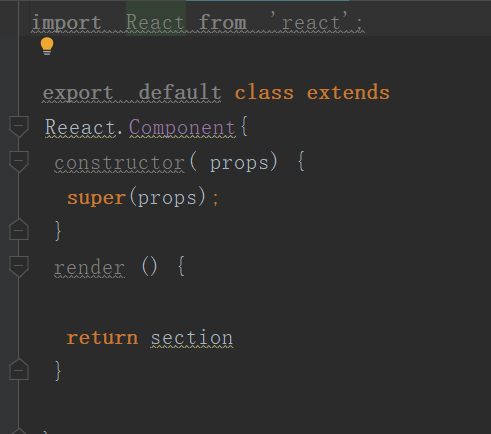 import React from 'react';
export default class extends
Reeact.Component{
constructor( props) {
super(props);
}
render () {
return section
}